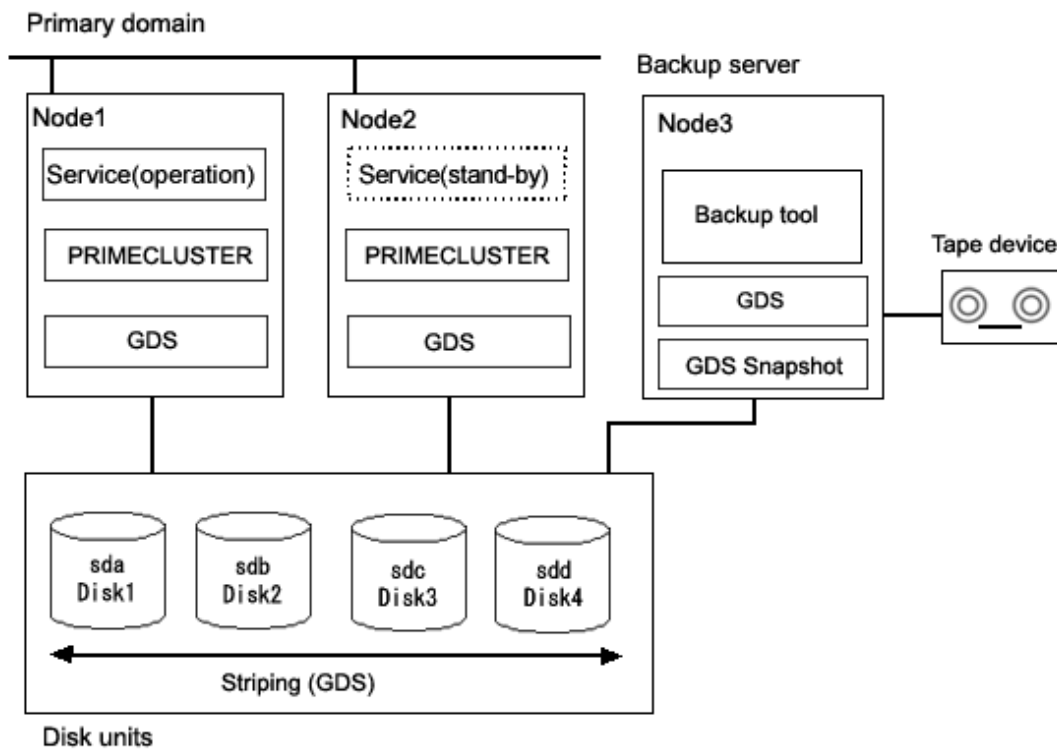 Primary domain
Backup server
Node1
Service(operation)
PRIMECLUSTER
GDS
Node2
Service(stand-by)
PRIMECLUSTER
GDS
Node3
Backup tool
GDS
GDS Snapshot
Tape device
sda
Disk1
sdb
Disk2
sdc
Disk3
sdd
Disk4
Striping (GDS)
Disk units